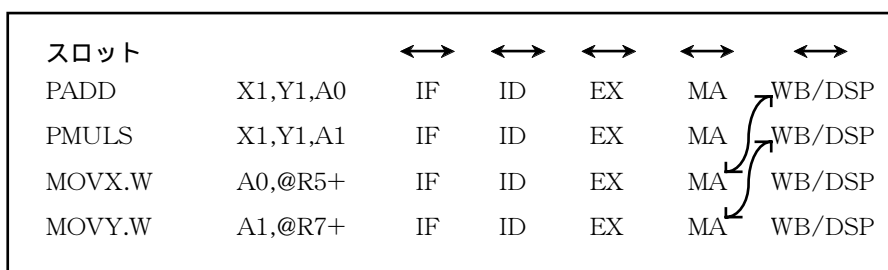 スロット
PADD X1,Y1,A0 IF ID EX MA WB/DSP
PMULS X1,Y1,A1 IF ID EX MA WB/DSP
MOVX.W A0,@R5+ IF ID EX MA WB/DSP
MOVY.W A1,@R7+ IF ID EX MA WB/DSP